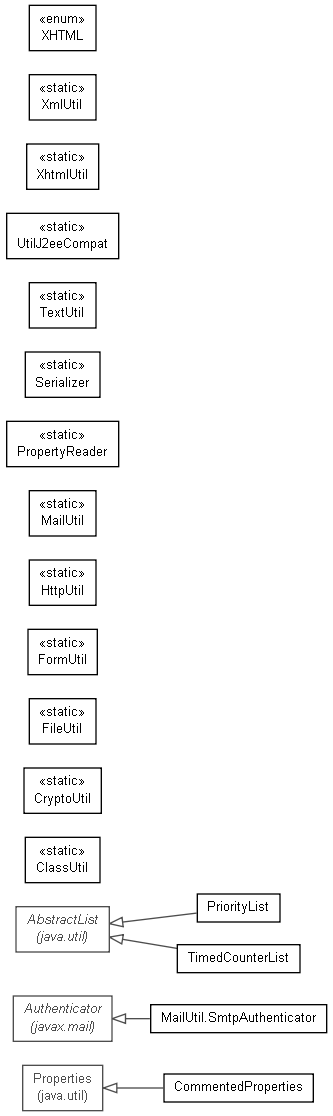 «enum»
XHTML
«static»
XmlUtil
«static»
XhtmlUtil
«static»
UtilJ2eeCompat
«static»
TextUtil
«static»
Serializer
«static»
PropertyReader
«static»
MailUtil
«static»
HttpUtil
«static»
FormUtil
«static»
FileUtil
«static»
CryptoUtil
«static»
ClassUtil
AbstractList
(java.util)
PriorityList
TimedCounterList
Authenticator
(javax.mail)
MailUtil.SmtpAuthenticator
Properties
(java.util)
CommentedProperties